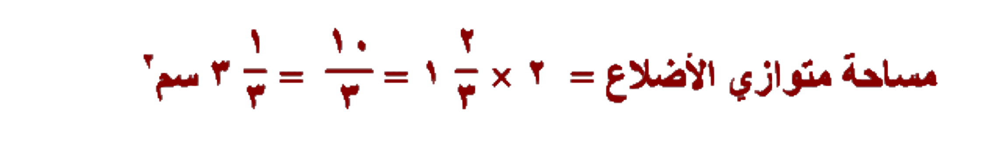 مساحة متوازي الأضلاع = ٢ × ١ ٢/٣ = ١٠/٣ = ٣ ١/٣ سم٢